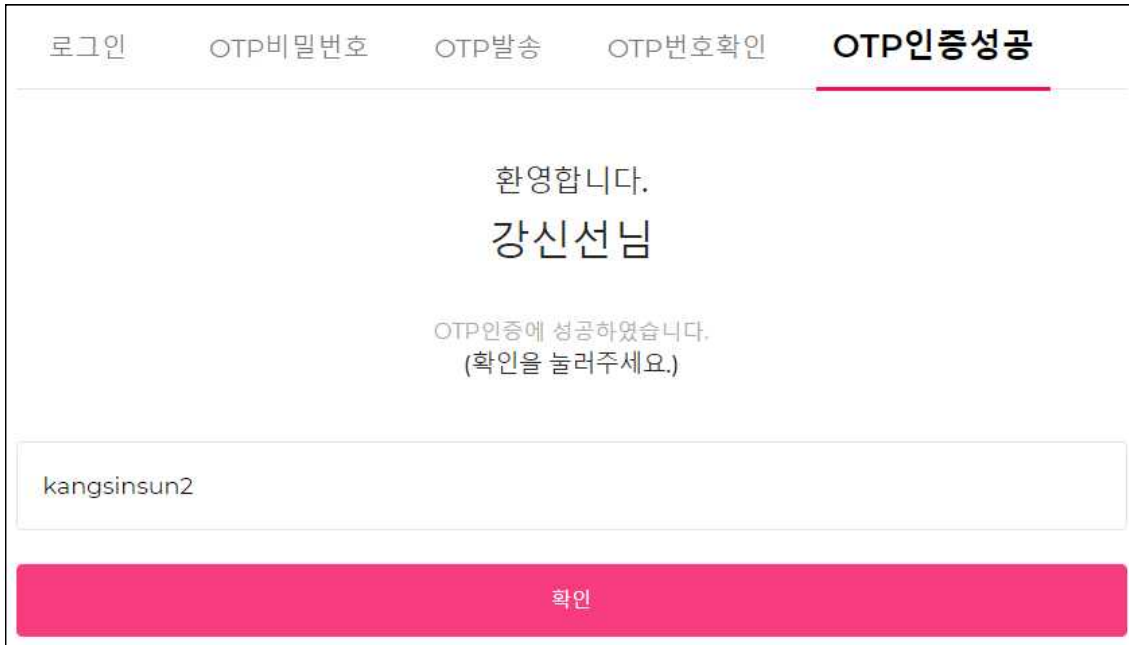 로그인 OTP비밀번호 OTP발송 OTP번호확인 OTP인증성공
환영합니다.
강신선님
OTP인증에 성공하였습니다.
(확인을 눌러주세요.)
kangsinsun2
확인